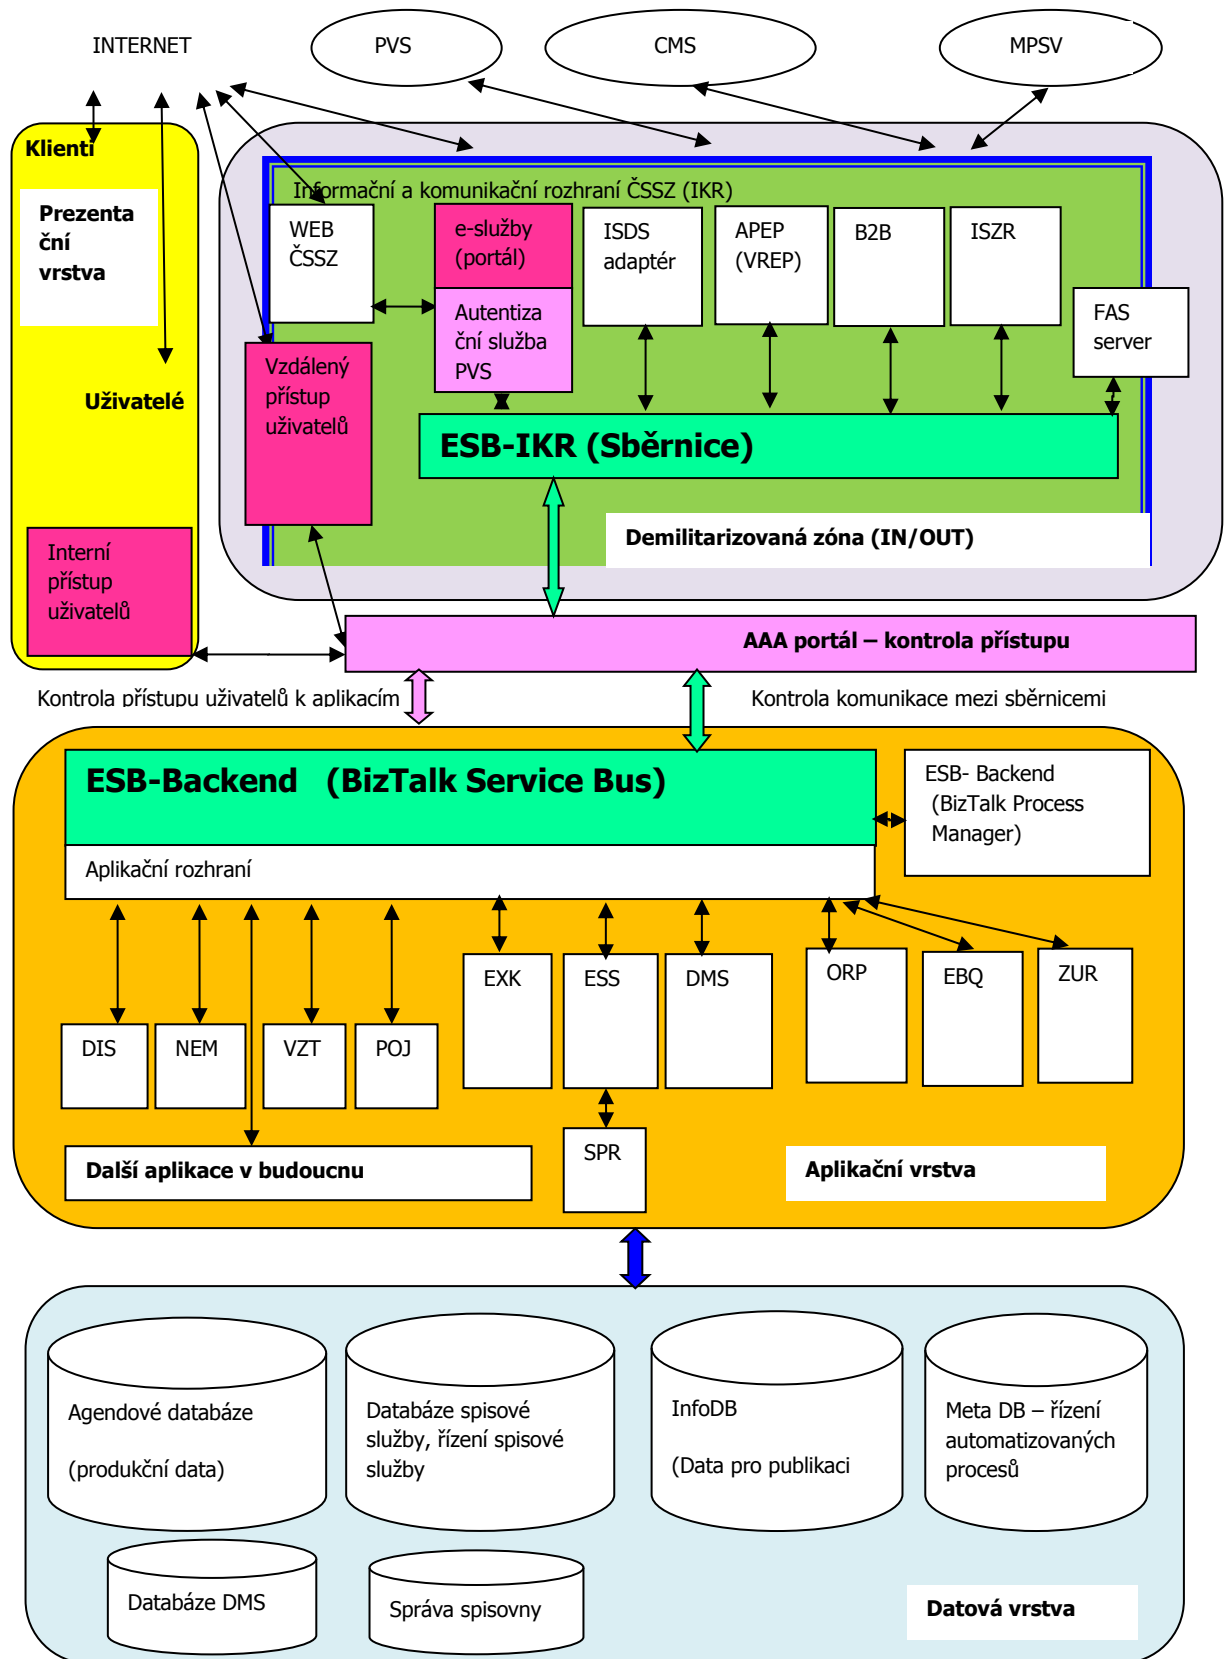 INTERNET
PVS
CMS
MPSV
Klienti
Prezenta
ční
vrstva
Uživatelé
Interní
přístup
uživatelů
Informační a komunikační rozhraní ČSSZ (IKR)
WEB
ČSSZ
e-služby
(portál)
Autentiza
ční služba
PVS
ISDS
adaptér
APEP
(VREP)
B2B
ISZR
FAS
server
Vzdálený
přístup
uživatelů
ESB-IKR (Sběrnice)
Demilitarizovaná zóna (IN/OUT)
AAA portál – kontrola přístupu
Kontrola přístupu uživatelů k aplikacím
Kontrola komunikace mezi sběrnicemi
ESB-Backend (BizTalk Service Bus)
Aplikační rozhraní
ESB- Backend
(BizTalk Process
Manager)
DIS
NEM
VZT
POJ
EXK
ESS
DMS
ORP
EBQ
ZUR
SPR
Další aplikace v budoucnu
Aplikační vrstva
Agendové databáze
(produkční data)
Databáze spisové
služby, řízení spisové
služby
InfoDB
(Data pro publikaci
Meta DB – řízení
automatizovaných
procesů
Databáze DMS
Správa spisovny
Datová vrstva